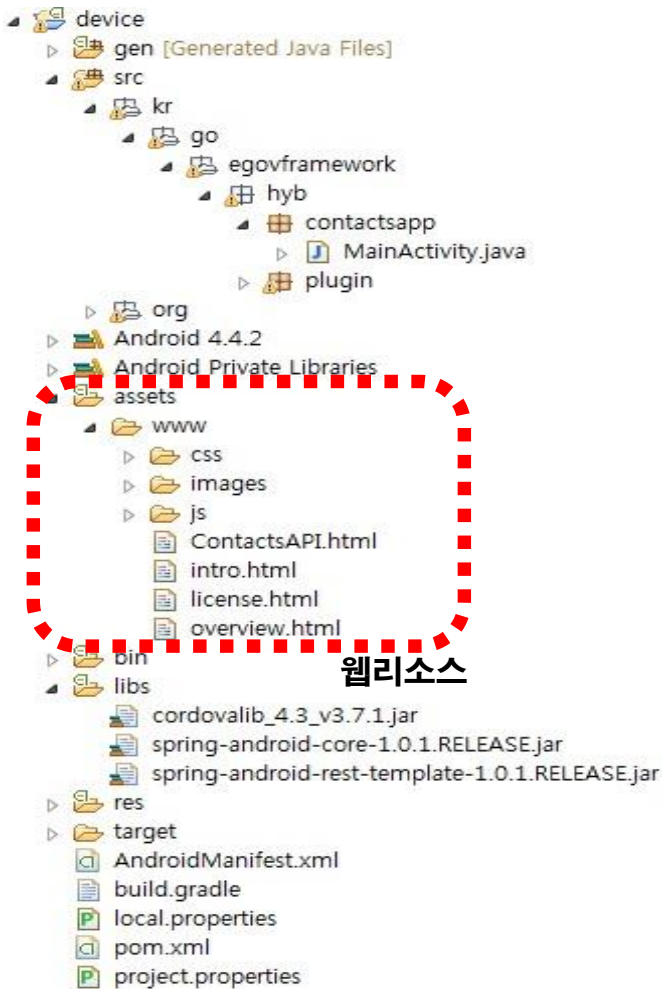 device
gen [Generated Java Files]
src
kr
go
egovframework
hyb
contactsapp
MainActivity.java
plugin
org
Android 4.4.2
Android Private Libraries
assets
www
css
images
js
ContactsAPI.html
intro.html
license.html
overview.html
bin
웹리소스
libs
cordovalib_4.3_v3.7.1.jar
spring-android-core-1.0.1.RELEASE.jar
spring-android-rest-template-1.0.1.RELEASE.jar
res
target
AndroidManifest.xml
build.gradle
local.properties
pom.xml
project.properties